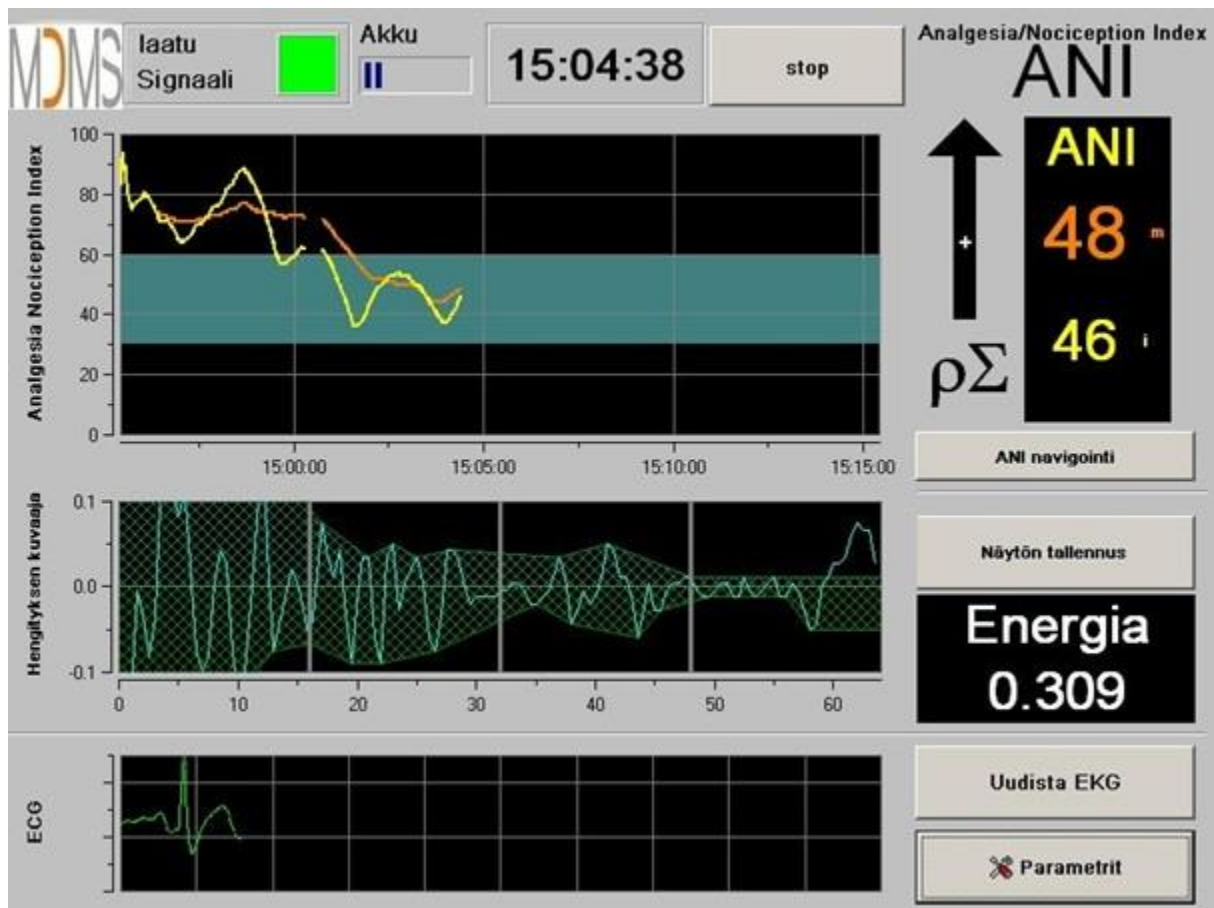 MDMS
laatu
Signaali
Akku
15:04:38
stop
Analgesia/Nociception Index
ANI
Analgesia Nociception Index
100
80
60
40
20
0
15:00:00
15:05:00
15:10:00
15:15:00
ANI
48 m
46 i
ρΣ
ANI navigointi
Hengityksen kuvaaja
0.1
0.0
-0.1
0
10
20
30
40
50
60
Näytön tallennus
Energia
0.309
ECG
Uudista EKG
Parametrit